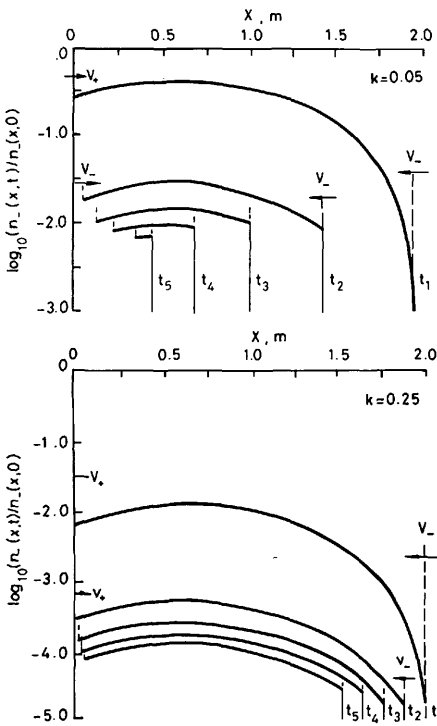 X, m
0 0.5 1.0 1.5 2.0
.0
V₊
k=0.05
-1.0
V₋
V₋
V₋
-2.0
-3.0
t₅ t₄ t₃ t₂ t₁
log₁₀(n₋(x,t)/n₋(x,0)
X, m
0 0.5 1.0 1.5 2.0
k=0.25
-1.0
V₊
-2.0
V₋
-3.0
V₊
-4.0
V₋
-5.0
t₅ t₄ t₃ t₂ t
log₁₀(n₋(x,t)/n₋(x,0)